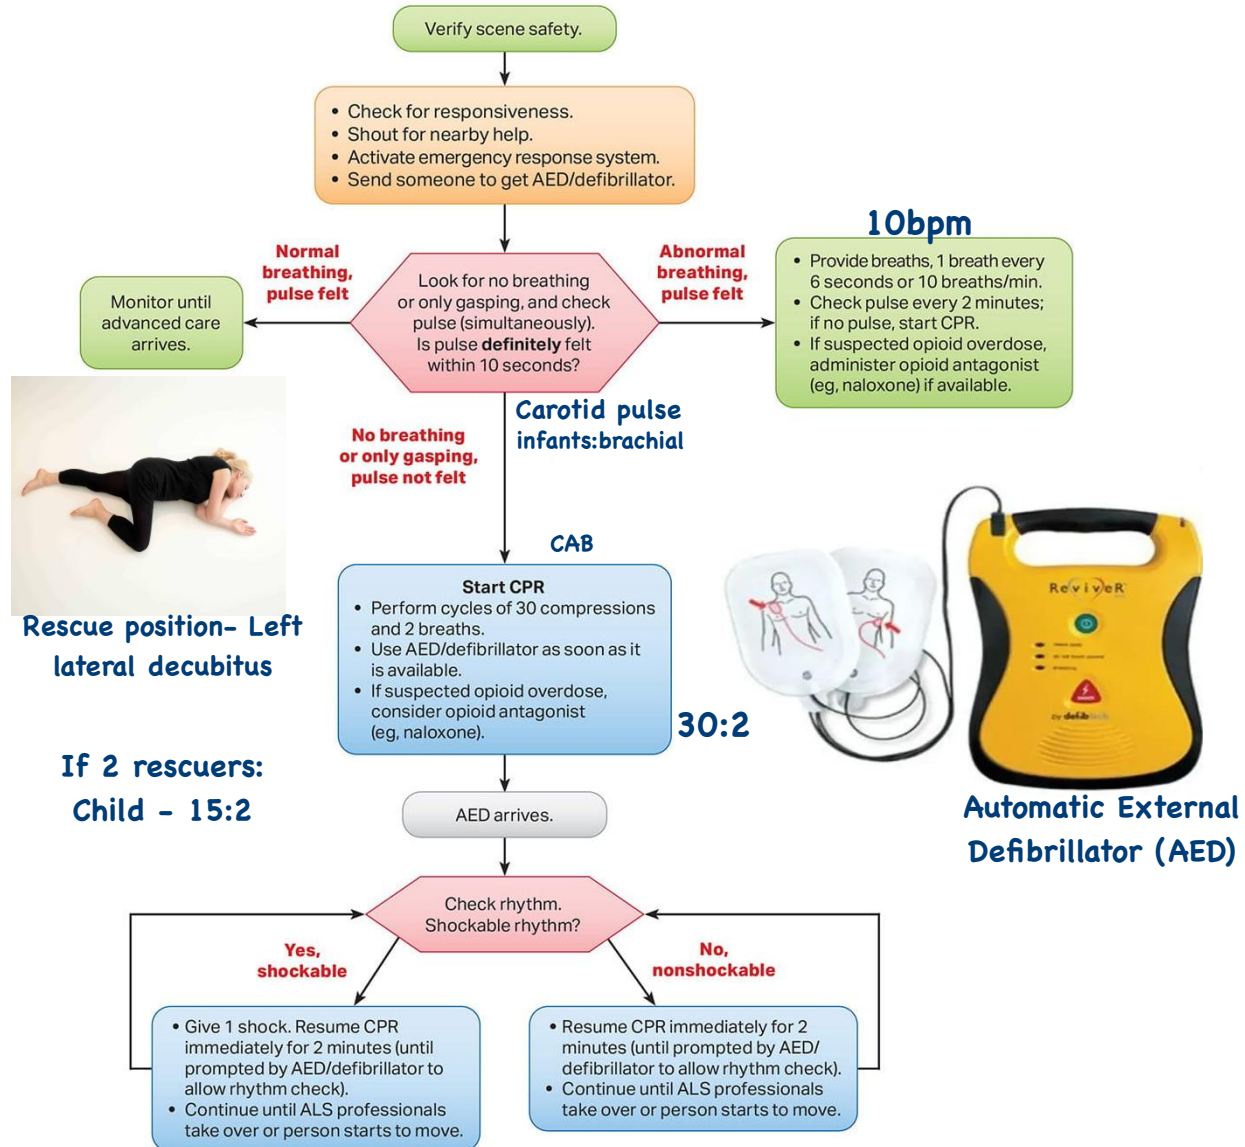 Verify scene safety.
• Check for responsiveness.
• Shout for nearby help.
• Activate emergency response system.
• Send someone to get AED/defibrillator.
Normal
breathing,
pulse felt
Abnormal
breathing,
pulse felt
10bpm
Monitor until
advanced care
arrives.
Look for no breathing
or only gasping, and check
pulse (simultaneously).
Is pulse definitely felt
within 10 seconds?
• Provide breaths, 1 breath every
6 seconds or 10 breaths/min.
• Check pulse every 2 minutes;
if no pulse, start CPR.
• If suspected opioid overdose,
administer opioid antagonist
(eg, naloxone) if available.
Carotid pulse
infants:brachial
No breathing
or only gasping,
pulse not felt
Rescue position- Left
lateral decubitus
CAB
Start CPR
• Perform cycles of 30 compressions
and 2 breaths.
• Use AED/defibrillator as soon as it
is available.
• If suspected opioid overdose,
consider opioid antagonist
(eg, naloxone).
30:2
ReviveR
By defibtech
If 2 rescuers:
Child - 15:2
Automatic External
Defibrillator (AED)
AED arrives.
Check rhythm.
Shockable rhythm?
Yes,
shockable
No,
nonshockable
• Give 1 shock. Resume CPR
immediately for 2 minutes (until
prompted by AED/defibrillator to
allow rhythm check).
• Continue until ALS professionals
take over or person starts to move.
• Resume CPR immediately for 2
minutes (until prompted by AED/
defibrillator to allow rhythm check).
• Continue until ALS professionals
take over or person starts to move.